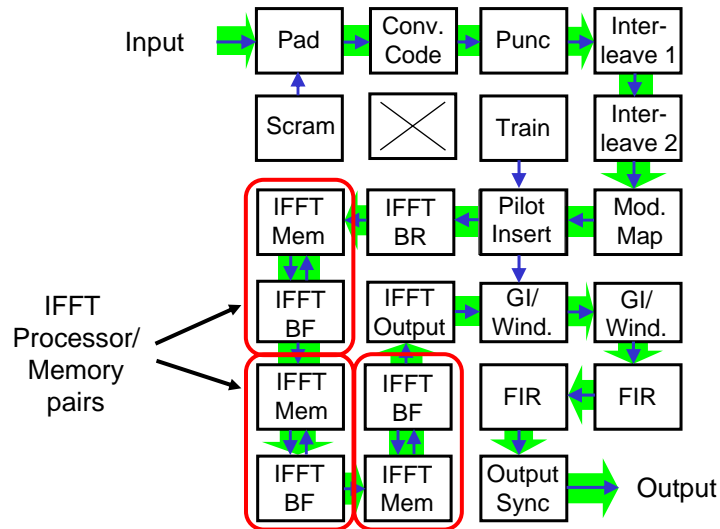 Input
Pad
Conv.
Code
Punc
Inter-
leave 1
Scram
Train
Inter-
leave 2
IFFT
Mem
IFFT
BR
Pilot
Insert
Mod.
Map
IFFT
Processor/
Memory
pairs
IFFT
BF
IFFT
Output
GI/
Wind.
GI/
Wind.
IFFT
Mem
IFFT
BF
FIR
FIR
IFFT
BF
IFFT
Mem
Output
Sync
Output